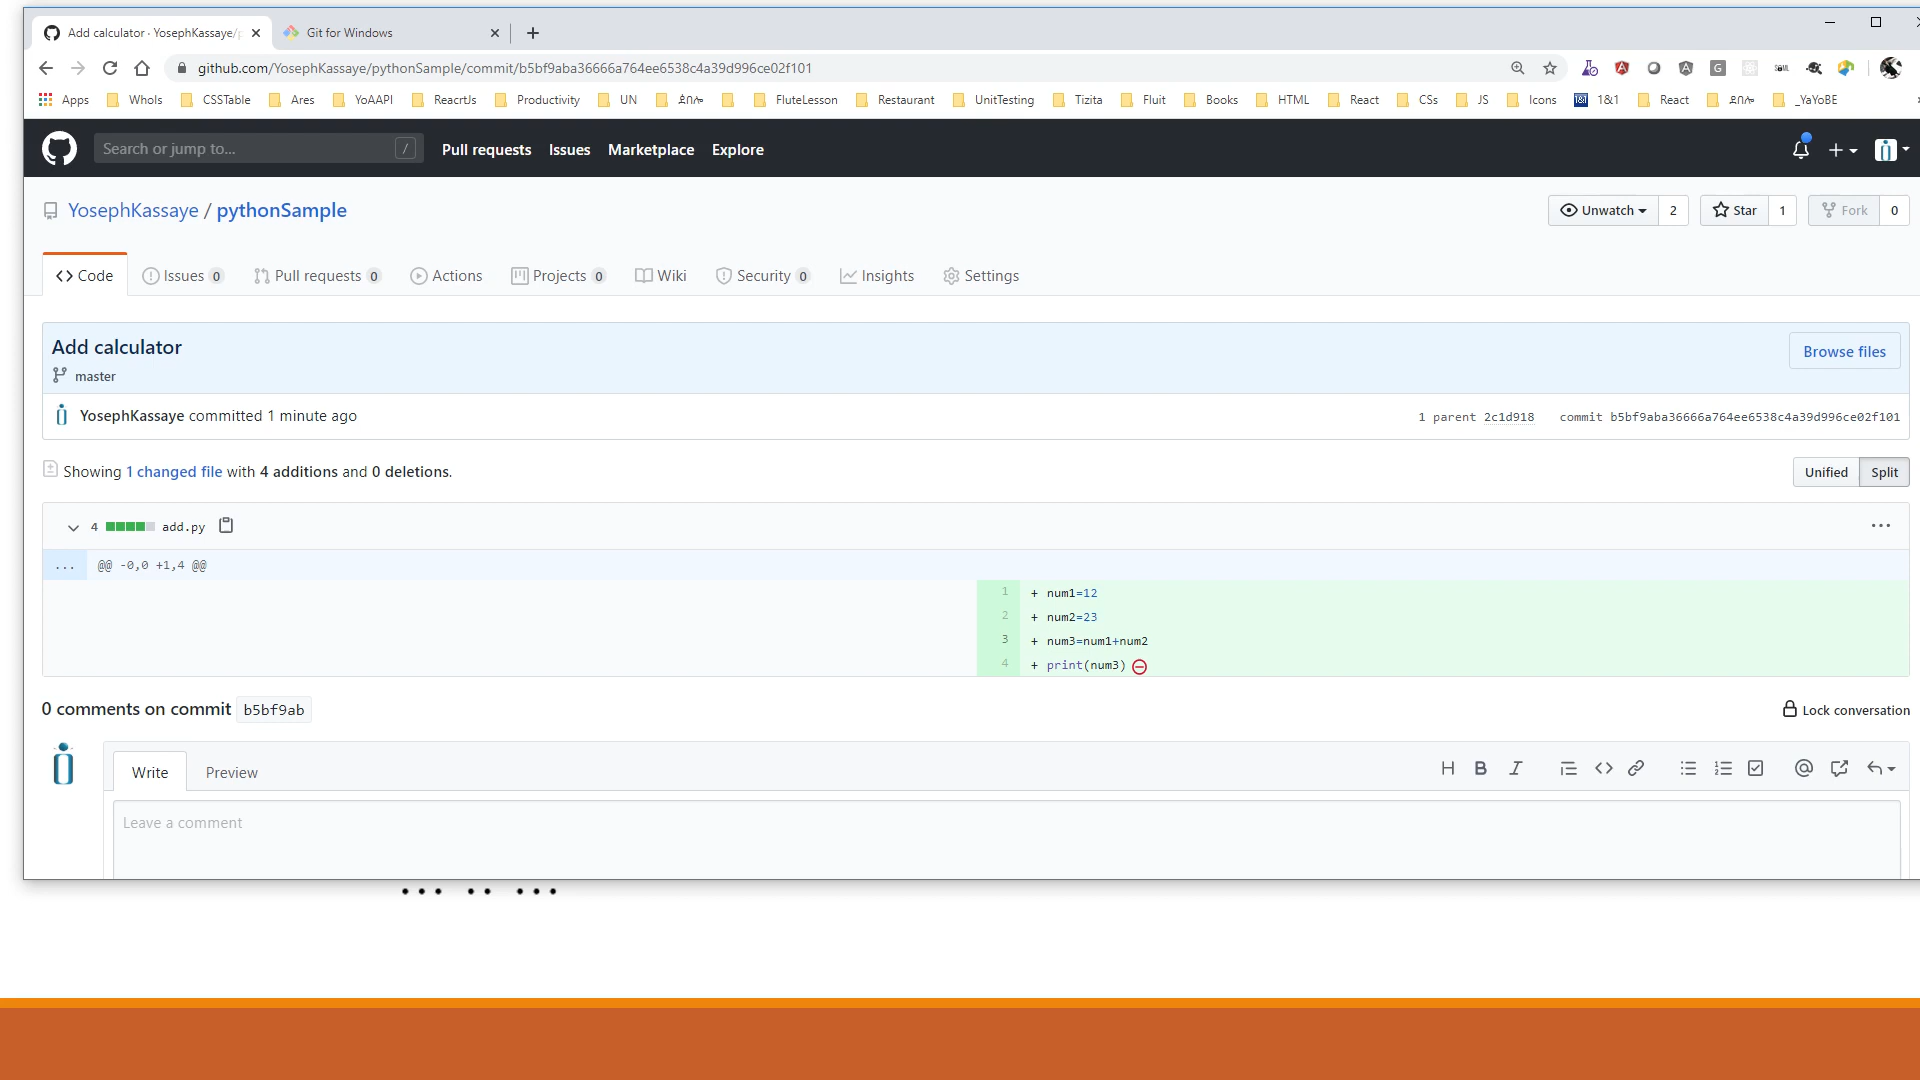 Add calculator · YosephKassaye/p
Git for Windows
github.com/YosephKassaye/pythonSample/commit/b5bf9aba36666a764ee6538c4a39d996ce02f101
Apps WhoIs CSSTable Ares YoAAPI ReacrtJs Productivity UN FluteLesson Restaurant UnitTesting Tizita Fluit Books HTML React CSs JS Icons 1&1 React _YaYoBE
Search or jump to... / Pull requests Issues Marketplace Explore
YosephKassaye / pythonSample Unwatch 2 Star 1 Fork 0
Code Issues 0 Pull requests 0 Actions Projects 0 Wiki Security 0 Insights Settings
Add calculator
Browse files
master
YosephKassaye committed 1 minute ago 1 parent 2c1d918 commit b5bf9aba36666a764ee6538c4a39d996ce02f101
Showing 1 changed file with 4 additions and 0 deletions. Unified Split
4 add.py
... @@ -0,0 +1,4 @@
1 + num1=12
2 + num2=23
3 + num3=num1+num2
4 + print(num3)
0 comments on commit b5bf9ab Lock conversation
Write Preview
Leave a comment